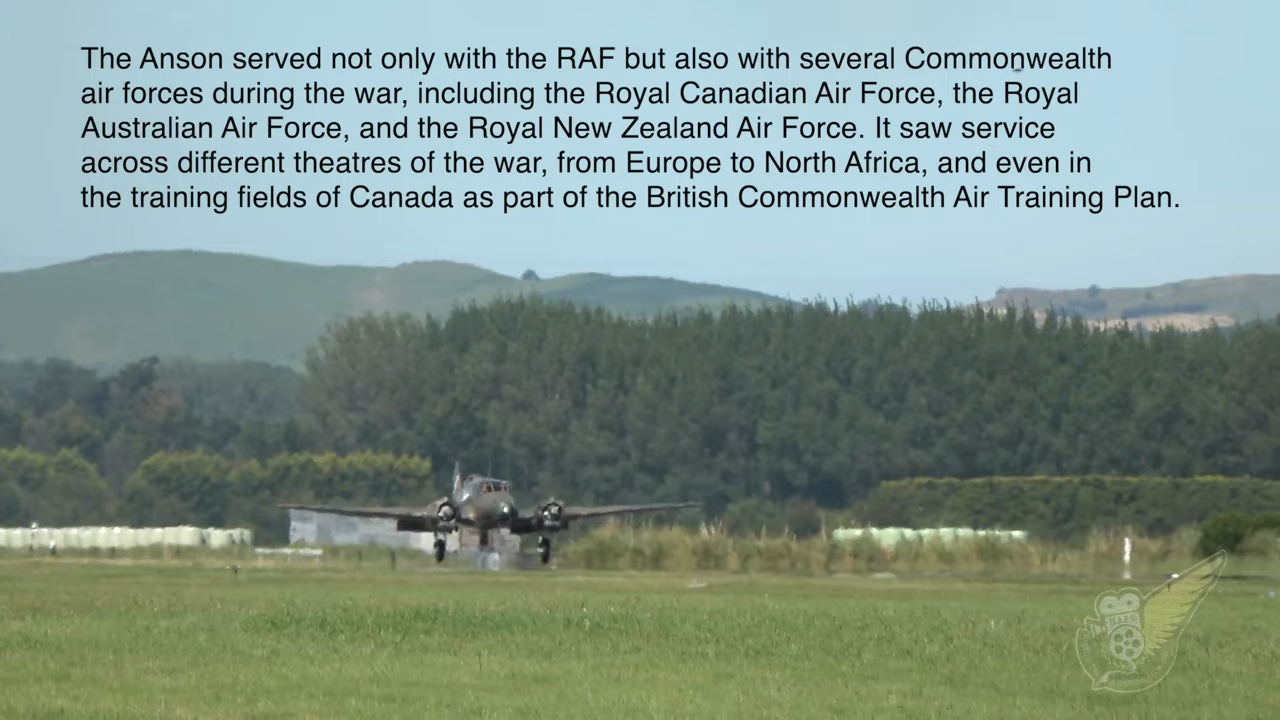 The Anson served not only with the RAF but also with several Commonwealth
air forces during the war, including the Royal Canadian Air Force, the Royal
Australian Air Force, and the Royal New Zealand Air Force. It saw service
across different theatres of the war, from Europe to North Africa, and even in
the training fields of Canada as part of the British Commonwealth Air Training Plan.